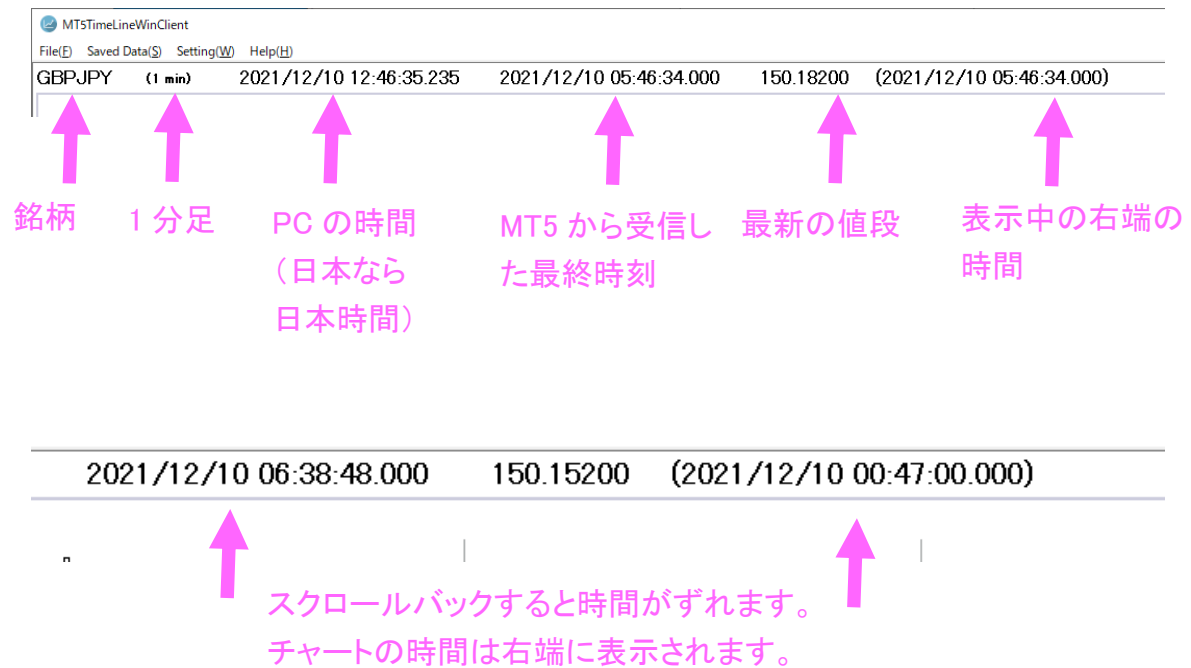 MT5TimeLineWinClient
File(F) Saved Data(S) Setting(W) Help(H)
GBPJPY (1 min) 2021/12/10 12:46:35.235 2021/12/10 05:46:34.000 150.18200 (2021/12/10 05:46:34.000)
銘柄
1 分足
PC の時間
（日本なら
日本時間）
MT5 から受信し
た最終時刻
最新の値段
表示中の右端の
時間
2021/12/10 06:38:48.000 150.15200 (2021/12/10 00:47:00.000)
スクロールバックすると時間がずれます。
チャートの時間は右端に表示されます。